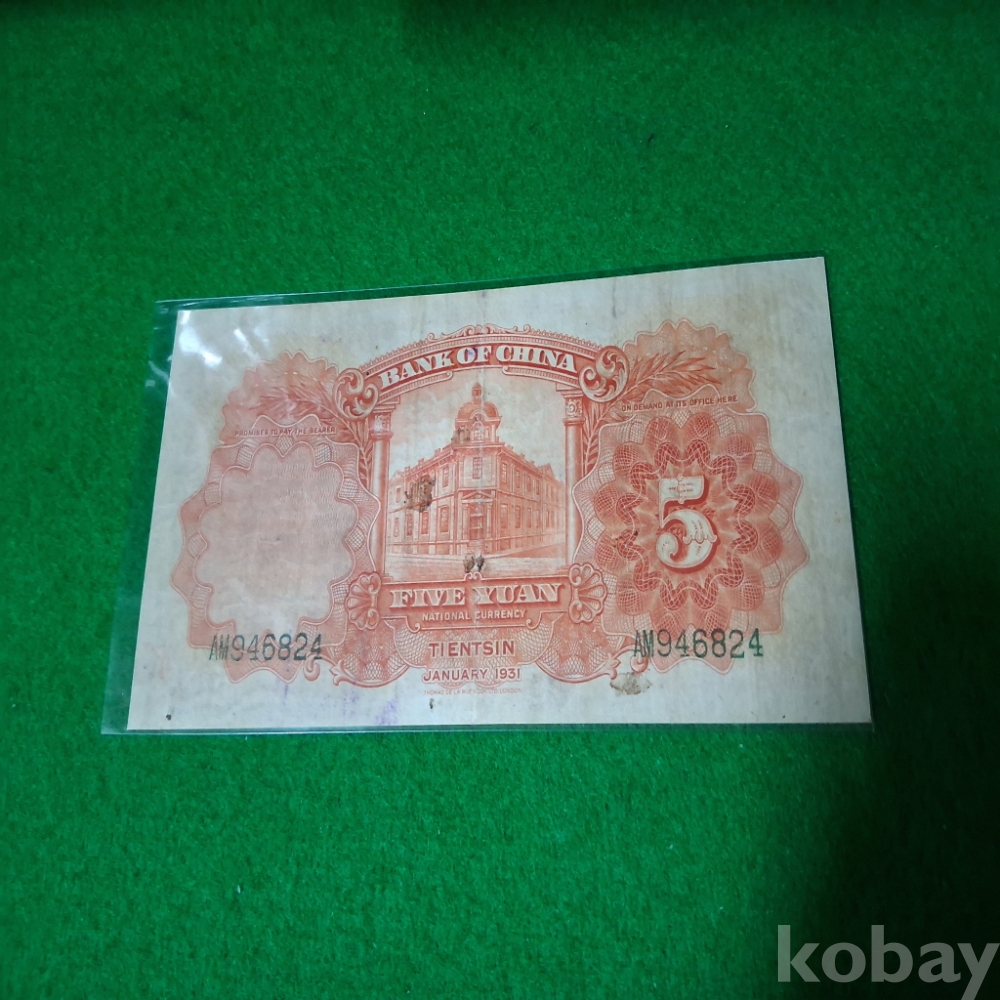 BANK OF CHINA
PROMISES TO PAY THE BEARER
ON DEMAND AT ITS OFFICE HERE
5
FIVE YUAN
NATIONAL CURRENCY
AM946824
TIENTSIN
AM946824
JANUARY 1931
kobay